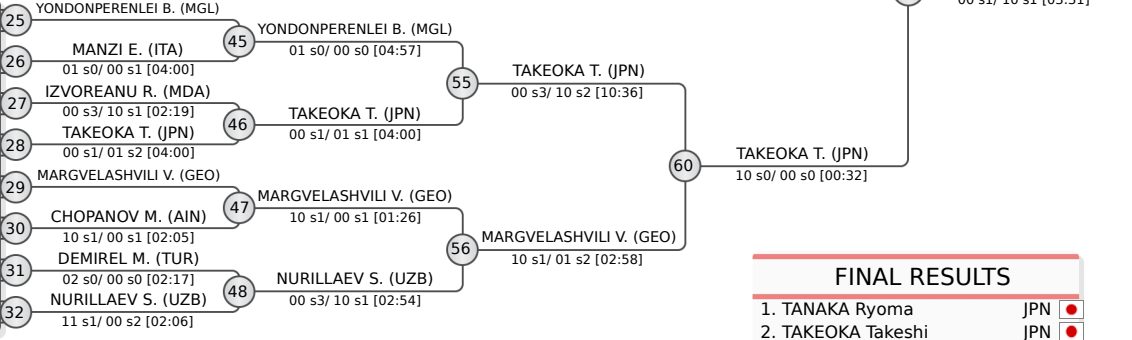 25
YONDONPERENLEI B. (MGL)
45
YONDONPERENLEI B. (MGL)
01 s0/ 00 s0 [04:57]
26
MANZI E. (ITA)
01 s0/ 00 s1 [04:00]
55
TAKEOKA T. (JPN)
00 s3/ 10 s2 [10:36]
27
IZVOREANU R. (MDA)
00 s3/ 10 s1 [02:19]
46
TAKEOKA T. (JPN)
00 s1/ 01 s1 [04:00]
28
TAKEOKA T. (JPN)
00 s1/ 01 s2 [04:00]
60
TAKEOKA T. (JPN)
10 s0/ 00 s0 [00:32]
29
MARGVELASHVILI V. (GEO)
47
MARGVELASHVILI V. (GEO)
10 s1/ 00 s1 [01:26]
30
CHOPANOV M. (AIN)
10 s1/ 00 s1 [02:05]
56
MARGVELASHVILI V. (GEO)
10 s1/ 01 s2 [02:58]
31
DEMIREL M. (TUR)
02 s0/ 00 s0 [02:17]
48
NURILLAEV S. (UZB)
00 s3/ 10 s1 [02:54]
32
NURILLAEV S. (UZB)
11 s1/ 00 s2 [02:06]
FINAL RESULTS
1. TANAKA Ryoma JPN
2. TAKEOKA Takeshi JPN